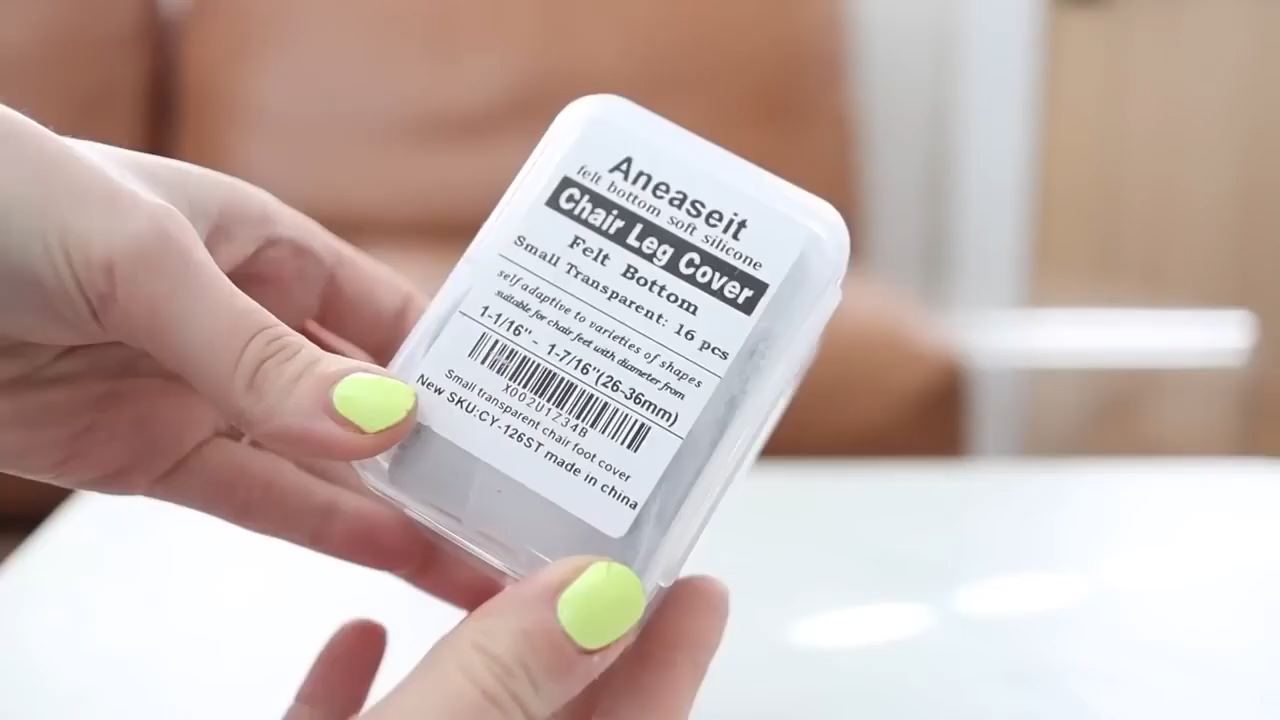 Aneaseit
felt bottom soft silicone
Chair Leg Cover
Felt Bottom
Small Transparent: 16 pcs
self adaptive to varieties of shapes
suitable for chair feet with diameter from
1-1/16" - 1-7/16"(26-36mm)
X002U1Z34B
Small transparent chair foot cover
New SKU:CY-126ST made in china